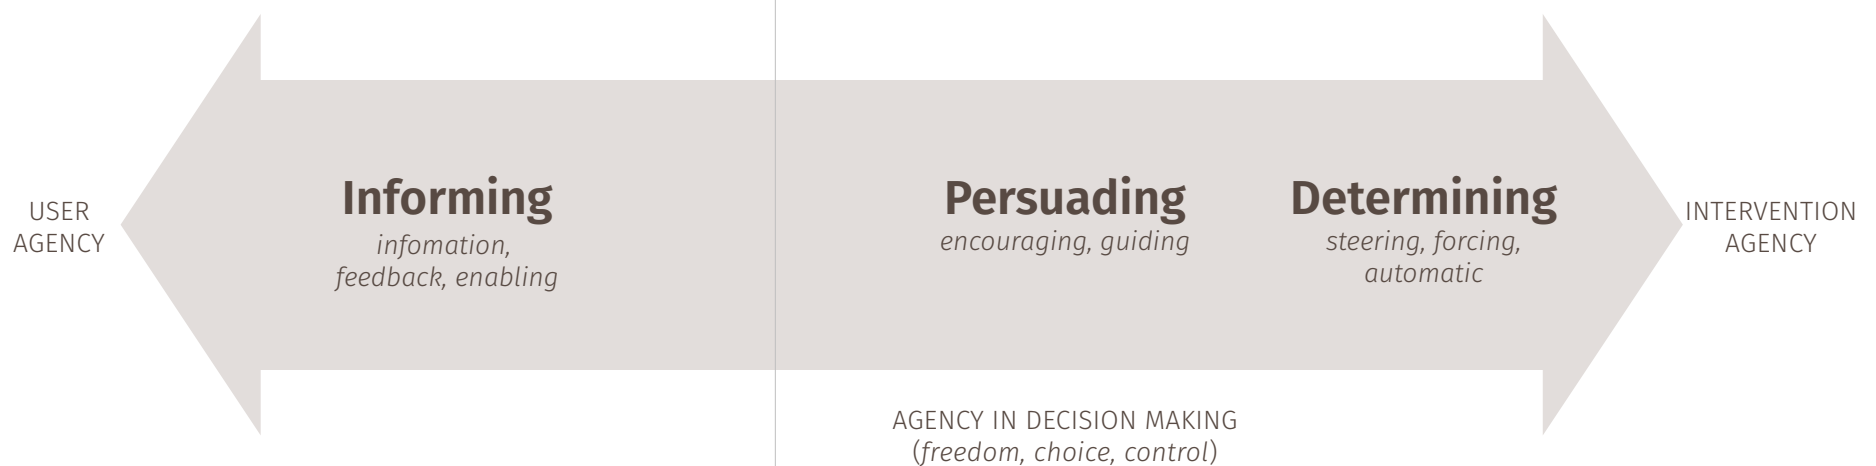 USER
AGENCY
Informing
infomation,
feedback, enabling
Persuading
encouraging, guiding
Determining
steering, forcing,
automatic
INTERVENTION
AGENCY
AGENCY IN DECISION MAKING
(freedom, choice, control)